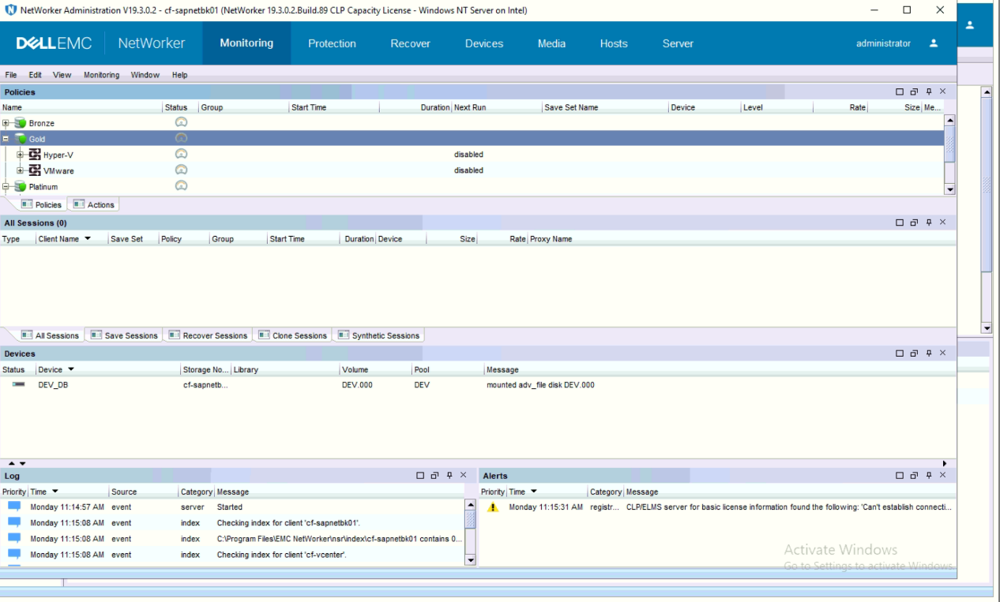 NetWorker Administration V19.3.0.2 - cf-sapnetbk01 (NetWorker 19.3.0.2.Build.89 CLP Capacity License - Windows NT Server on Intel)
DELLEMC NetWorker Monitoring Protection Recover Devices Media Hosts Server administrator
File Edit View Monitoring Window Help
Policies
Name Status Group Start Time Duration Next Run Save Set Name Device Level Rate Size Me...
Bronze
Gold
Hyper-V disabled
VMware disabled
Platinum
Policies Actions
All Sessions (0)
Type Client Name Save Set Policy Group Start Time Duration Device Size Rate Proxy Name
All Sessions Save Sessions Recover Sessions Clone Sessions Synthetic Sessions
Devices
Status Device Storage No... Library Volume Pool Message
DEV_DB cf-sapnetb... DEV.000 DEV mounted adv_file disk DEV.000
Log
Priority Time Source Category Message
Monday 11:14:57 AM event server Started
Monday 11:15:08 AM event index Checking index for client 'cf-sapnetbk01'.
Monday 11:15:08 AM event index C:\Program Files\EMC NetWorker\nsr\index\cf-sapnetbk01 contains 0...
Monday 11:15:08 AM event index Checking index for client 'cf-vcenter'.
Alerts
Priority Time Category Message
Monday 11:15:31 AM registr... CLP/ELMS server for basic license information found the following: 'Can't establish connecti...
Activate Windows
Go to Settings to activate Windows.